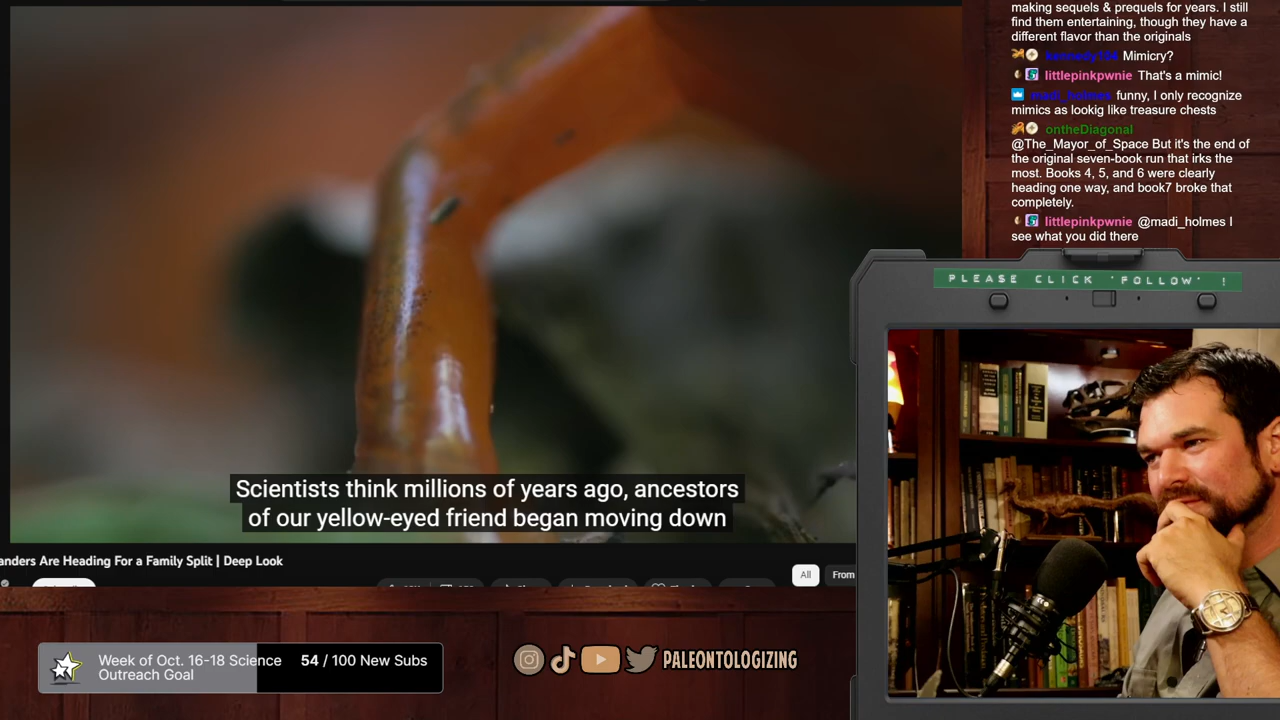 making sequels & prequels for years. I still
find them entertaining, though they have a
different flavor than the originals
kennedy104 Mimicry?
littlepinkpwnie That's a mimic!
madi_holmes funny, I only recognize
mimics as lookig like treasure chests
ontheDiagonal
@The_Mayor_of_Space But it's the end of
the original seven-book run that irks the
most. Books 4, 5, and 6 were clearly
heading one way, and book7 broke that
completely.
littlepinkpwnie @madi_holmes I
see what you did there
PLEASE CLICK 'FOLLOW' !
Scientists think millions of years ago, ancestors
of our yellow-eyed friend began moving down
anders Are Heading For a Family Split | Deep Look
All
From
Week of Oct. 16-18 Science
Outreach Goal
54 / 100 New Subs
PALEONTOLOGIZING